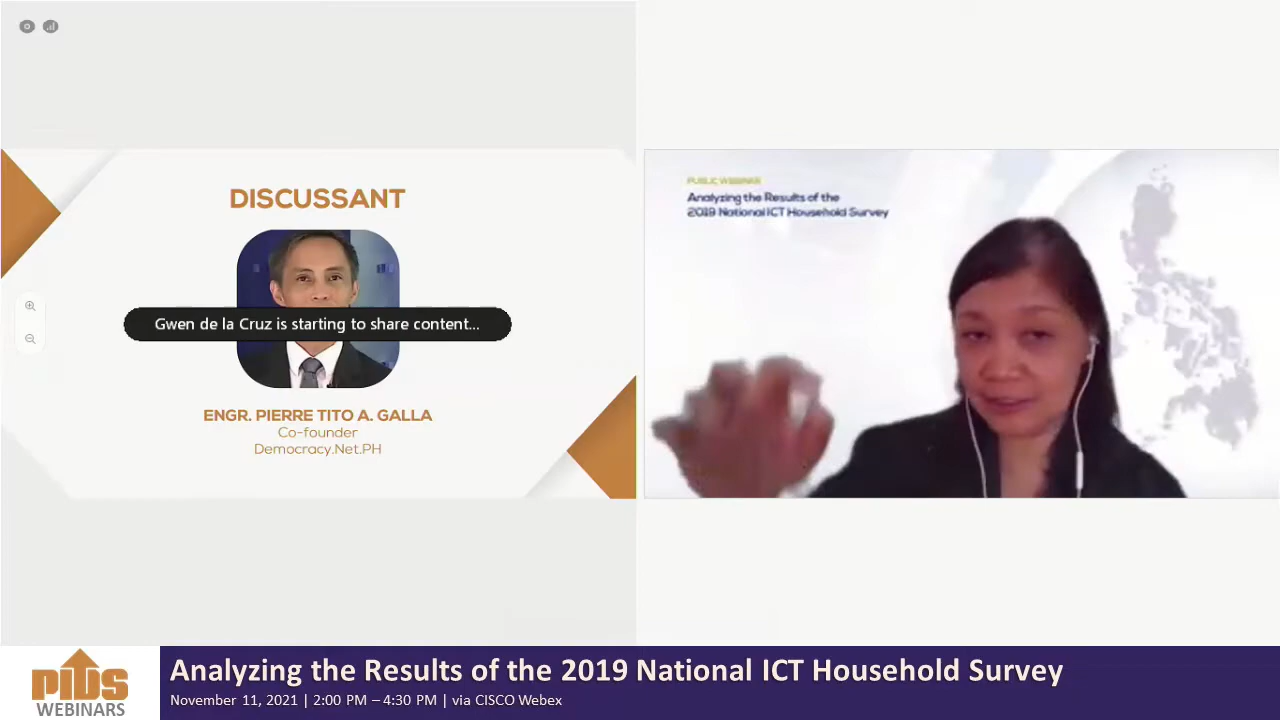 DISCUSSANT
Gwen de la Cruz is starting to share content...
ENGR. PIERRE TITO A. GALLA
Co-founder
Democracy.Net.PH
PUBLIC WEBINAR
Analyzing the Results of the
2019 National ICT Household Survey
pids
WEBINARS
Analyzing the Results of the 2019 National ICT Household Survey
November 11, 2021 | 2:00 PM – 4:30 PM | via CISCO Webex